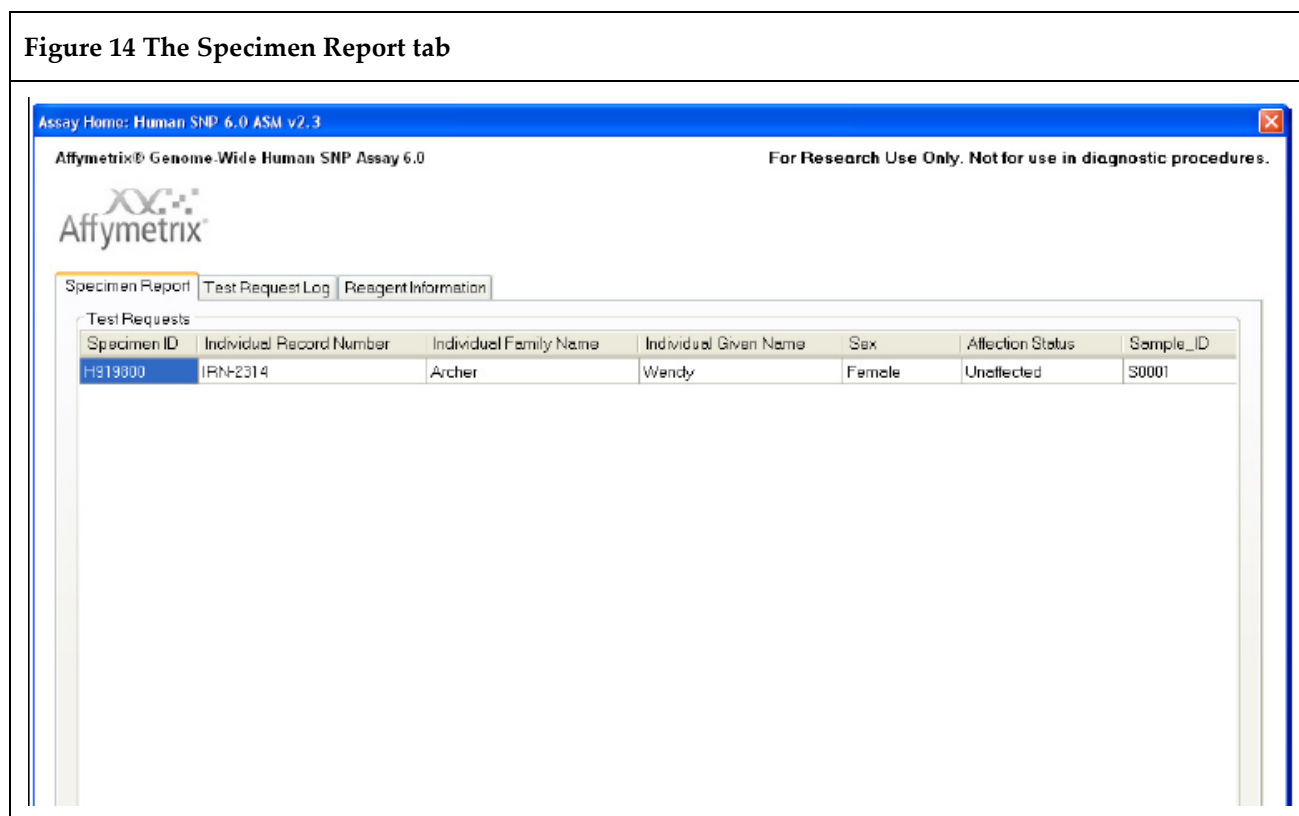 Figure 14 The Specimen Report tab
Assay Home: Human SNP 6.0 ASM v2.3
Affymetrix® Genome-Wide Human SNP Assay 6.0 For Research Use Only. Not for use in diagnostic procedures.
Affymetrix
Specimen Report Test Request Log Reagent Information
Test Requests
Specimen ID Individual Record Number Individual Family Name Individual Given Name Sex Affection Status Sample_ID
H919800 IRN-2314 Archer Wendy Female Unaffected S0001